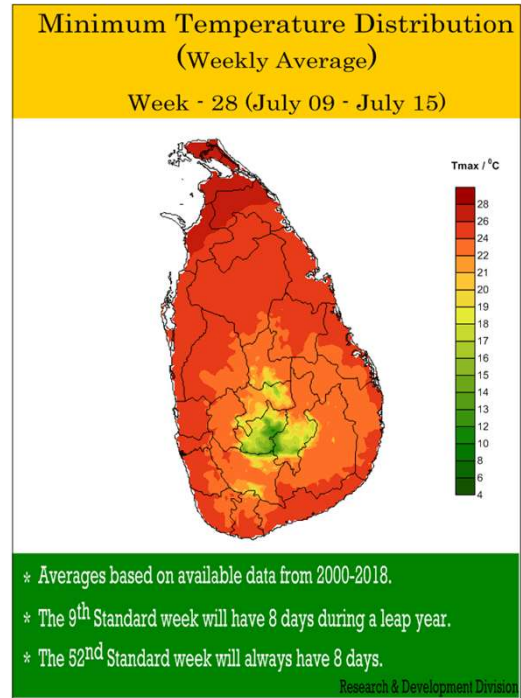 Minimum Temperature Distribution
(Weekly Average)
Week - 28 (July 09 - July 15)
Tmax / ⁰C
28
26
24
22
21
20
19
18
17
16
15
14
13
12
10
8
6
4
* Averages based on available data from 2000-2018.
* The 9th Standard week will have 8 days during a leap year.
* The 52nd Standard week will always have 8 days.
Research & Development Division